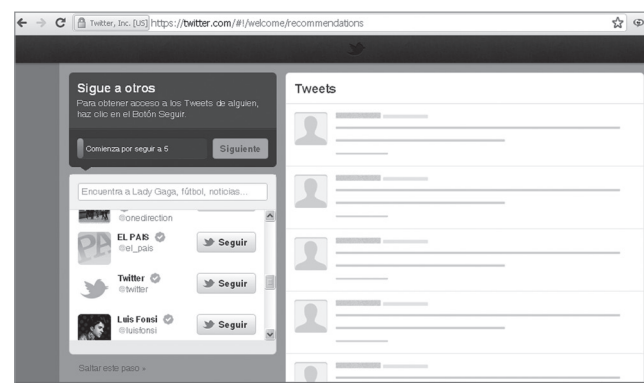 Twitter, Inc. [US] https://twitter.com/#!/welcome/recommendations
Sigue a otros
Para obtener acceso a los Tweets de alguien,
haz clic en el Botón Seguir.
Comienza por seguir a 5
Siguiente
Encuentra a Lady Gaga, fútbol, noticias...
@onedirection
EL PAIS
@el_pais
Seguir
Twitter
@twitter
Seguir
Luis Fonsi
@luisfonsi
Seguir
Saltar este paso »
Tweets